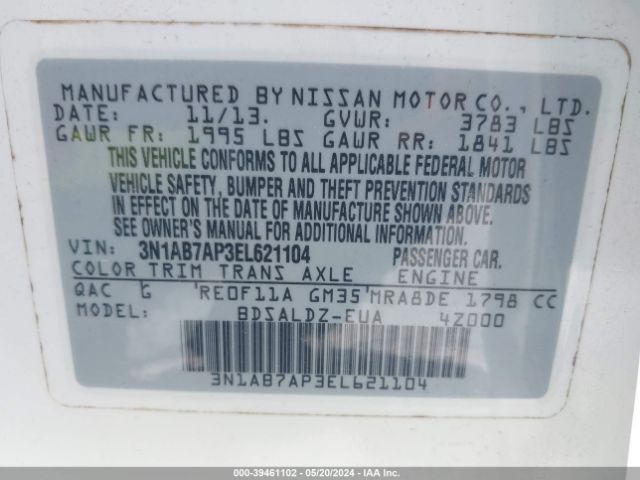 MANUFACTURED BY NISSAN MOTOR CO., LTD.
DATE: 11/13. GVWR: 3783 LBS
GAWR FR: 1995 LBS GAWR RR: 1841 LBS
THIS VEHICLE CONFORMS TO ALL APPLICABLE FEDERAL MOTOR
VEHICLE SAFETY, BUMPER AND THEFT PREVENTION STANDARDS
IN EFFECT ON THE DATE OF MANUFACTURE SHOWN ABOVE.
SEE OWNER'S MANUAL FOR ADDITIONAL INFORMATION.
VIN: 3N1AB7AP3EL621104 PASSENGER CAR.
COLOR TRIM TRANS AXLE ENGINE
QAC G 'RE0F11A GM35'MRA8DE 1798 CC
MODEL: BDSALDZ-EUA 4Z000
3N1AB7AP3EL621104
© IAA - 39461102 - 05/20/2024 - IAAI.COM